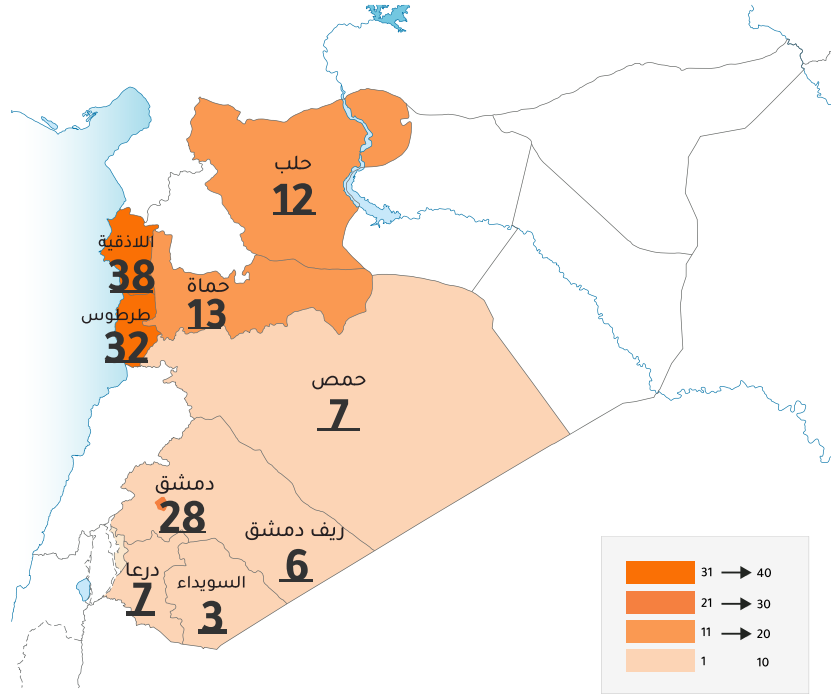 حلب
12
اللاذقية
38
حماة
13
طرطوس
32
حمص
7
دمشق
28
ريف دمشق
6
درعا
7
السويداء
3
31 → 40
21 → 30
11 → 20
1 10